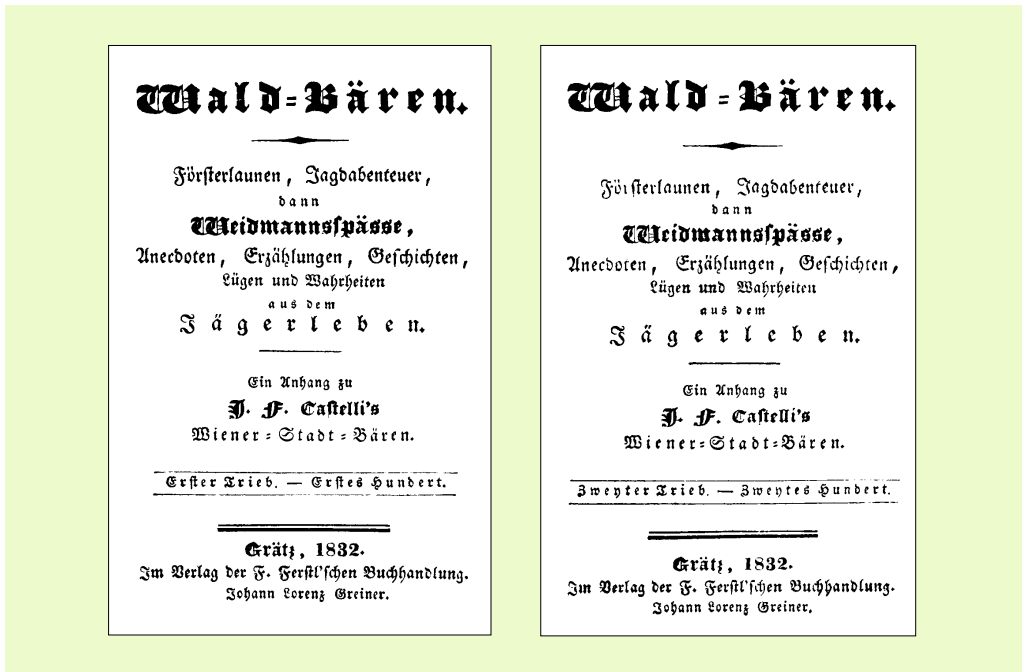 Wald=Bären.
Försterlaunen, Jagdabenteuer,
dann
Weidmannsspässe,
Anecdoten, Erzählungen, Geschichten,
Lügen und Wahrheiten
aus dem
Jägerleben.
Ein Anhang zu
J. F. Castelli's
Wiener=Stadt=Bären.
Erster Trieb. — Erstes Hundert.
Grätz, 1832.
Im Verlag der F. Ferstl'schen Buchhandlung.
Johann Lorenz Greiner.
Wald=Bären.
Försterlaunen, Jagdabenteuer,
dann
Weidmannsspässe,
Anecdoten, Erzählungen, Geschichten,
Lügen und Wahrheiten
aus dem
Jägerleben.
Ein Anhang zu
J. F. Castelli's
Wiener=Stadt=Bären.
Zweyter Trieb. — Zweytes Hundert.
Grätz, 1832.
Im Verlag der F. Ferstl'schen Buchhandlung.
Johann Lorenz Greiner.